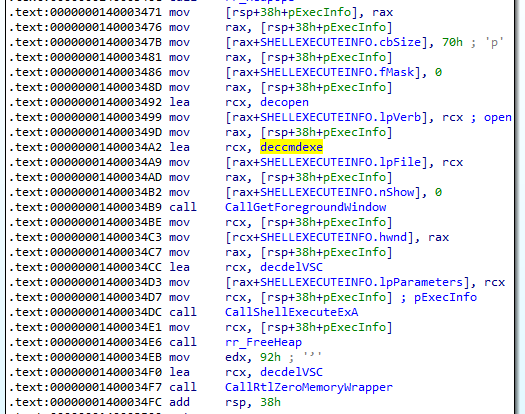 .text:0000000140003471 mov [rsp+38h+pExecInfo], rax
.text:0000000140003476 mov rax, [rsp+38h+pExecInfo]
.text:000000014000347B mov [rax+SHELLEXECUTEINFO.cbSize], 70h ; 'p'
.text:0000000140003481 mov rax, [rsp+38h+pExecInfo]
.text:0000000140003486 mov [rax+SHELLEXECUTEINFO.fMask], 0
.text:000000014000348D mov rax, [rsp+38h+pExecInfo]
.text:0000000140003492 lea rcx, decopen
.text:0000000140003499 mov [rax+SHELLEXECUTEINFO.lpVerb], rcx ; open
.text:000000014000349D mov rax, [rsp+38h+pExecInfo]
.text:00000001400034A2 lea rcx, deccmdexe
.text:00000001400034A9 mov [rax+SHELLEXECUTEINFO.lpFile], rcx
.text:00000001400034AD mov rax, [rsp+38h+pExecInfo]
.text:00000001400034B2 mov [rax+SHELLEXECUTEINFO.nShow], 0
.text:00000001400034B9 call CallGetForegroundWindow
.text:00000001400034BE mov rcx, [rsp+38h+pExecInfo]
.text:00000001400034C3 mov [rcx+SHELLEXECUTEINFO.hwnd], rax
.text:00000001400034C7 mov rax, [rsp+38h+pExecInfo]
.text:00000001400034CC lea rcx, decdelVSC
.text:00000001400034D3 mov [rax+SHELLEXECUTEINFO.lpParameters], rcx
.text:00000001400034D7 mov rcx, [rsp+38h+pExecInfo] ; pExecInfo
.text:00000001400034DC call CallShellExecuteExA
.text:00000001400034E1 mov rcx, [rsp+38h+pExecInfo]
.text:00000001400034E6 call rr_FreeHeap
.text:00000001400034EB mov edx, 92h ; '’'
.text:00000001400034F0 lea rcx, decdelVSC
.text:00000001400034F7 call CallRtlZeroMemoryWrapper
.text:00000001400034FC add rsp, 38h